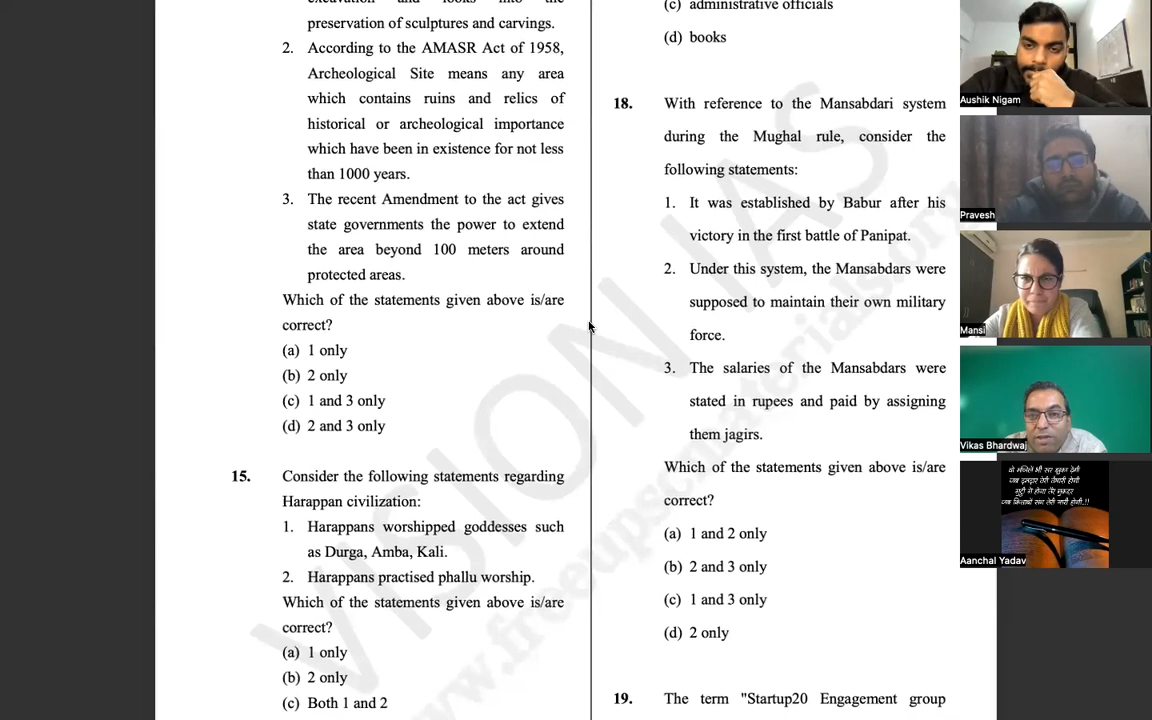 preservation of sculptures and carvings.
2. According to the AMASR Act of 1958,
Archeological Site means any area
which contains ruins and relics of
historical or archeological importance
which have been in existence for not less
than 1000 years.
3. The recent Amendment to the act gives
state governments the power to extend
the area beyond 100 meters around
protected areas.
Which of the statements given above is/are
correct?
(a) 1 only
(b) 2 only
(c) 1 and 3 only
(d) 2 and 3 only
15. Consider the following statements regarding
Harappan civilization:
1. Harappans worshipped goddesses such
as Durga, Amba, Kali.
2. Harappans practised phallu worship.
Which of the statements given above is/are
correct?
(a) 1 only
(b) 2 only
(c) Both 1 and 2
(c) administrative officials
(d) books
18. With reference to the Mansabdari system
during the Mughal rule, consider the
following statements:
1. It was established by Babur after his
victory in the first battle of Panipat.
2. Under this system, the Mansabdars were
supposed to maintain their own military
force.
3. The salaries of the Mansabdars were
stated in rupees and paid by assigning
them jagirs.
Which of the statements given above is/are
correct?
(a) 1 and 2 only
(b) 2 and 3 only
(c) 1 and 3 only
(d) 2 only
19. The term "Startup20 Engagement group
VISION IAS
Aushik Nigam
Pravesh
Mansi
Vikas Bhardwaj
Aanchal Yadav